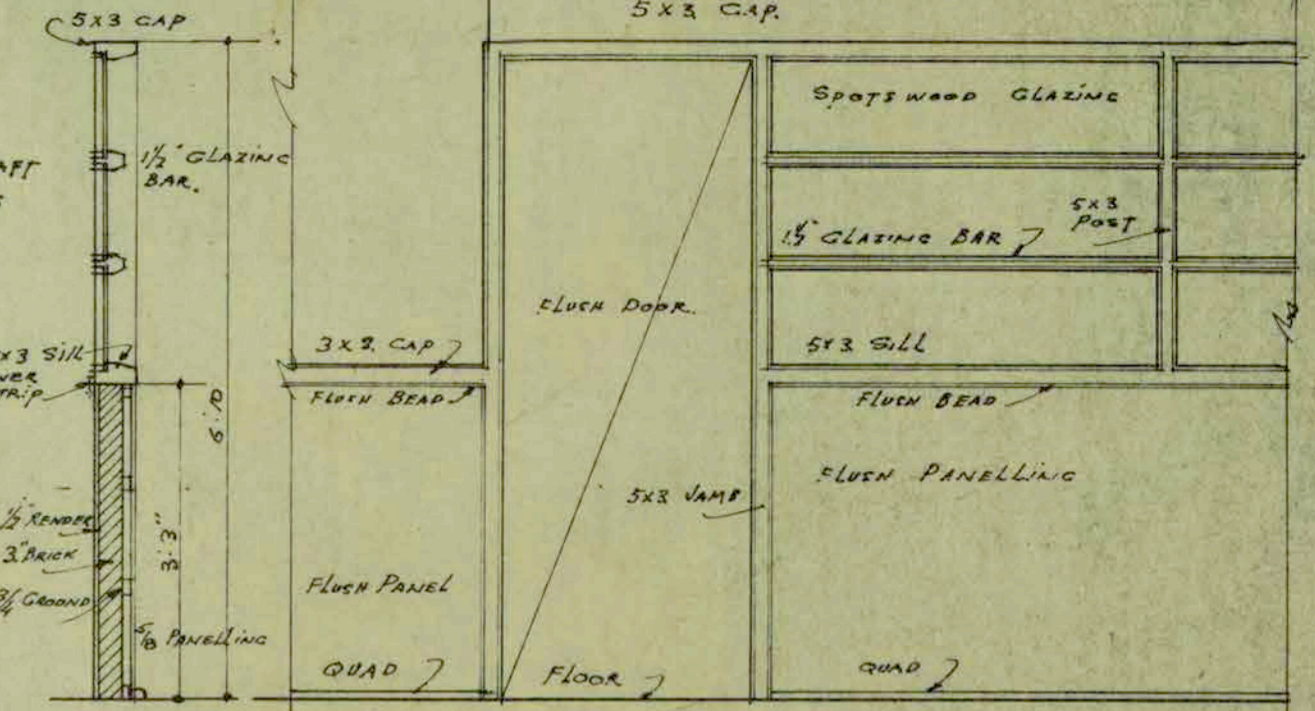 5x3 CAP
5x3 CAP.
1½" GLAZING
BAR.
SPOTSWOOD GLAZING
5x3
POST
1½" GLAZING BAR
FLUSH DOOR.
3x2 CAP
5x3 SILL
x3 SILL
FLUSH BEAD
FLUSH BEAD
6'.10
FLUSH PANELLING
5x3 JAMB
½" RENDER
3" BRICK
3'.3"
¾ GROUND
FLUSH PANEL
⅝ PANELLING
QUAD
FLOOR
QUAD